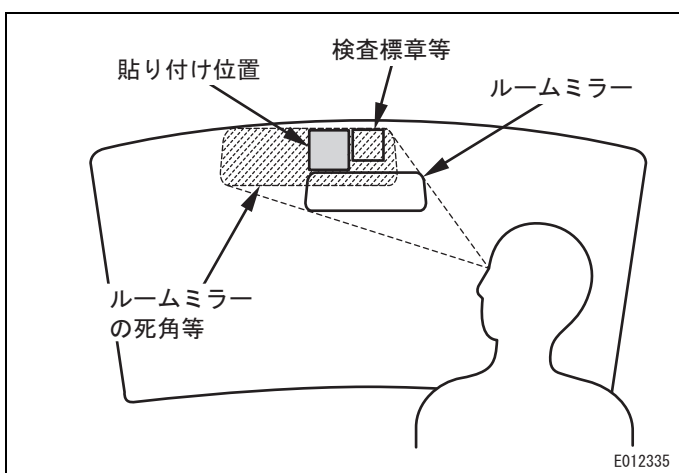 検査標章等
貼り付け位置
ルームミラー
ルームミラー
の死角等
E012335